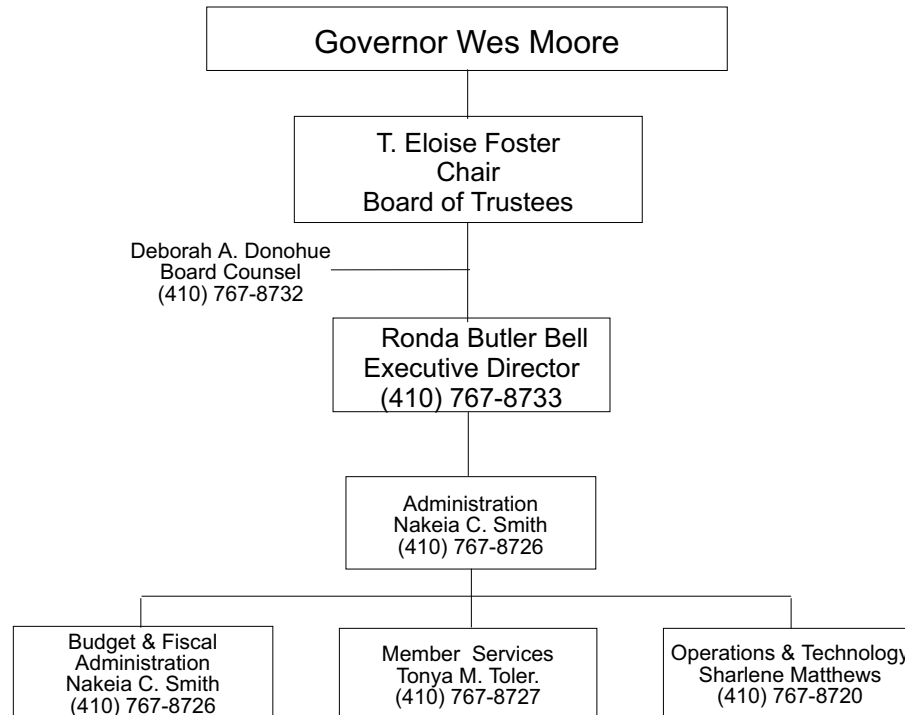 Governor Wes Moore
T. Eloise Foster
Chair
Board of Trustees
Deborah A. Donohue
Board Counsel
(410) 767-8732
Ronda Butler Bell
Executive Director
(410) 767-8733
Administration
Nakeia C. Smith
(410) 767-8726
Budget & Fiscal
Administration
Nakeia C. Smith
(410) 767-8726
Member Services
Tonya M. Toler.
(410) 767-8727
Operations & Technology
Sharlene Matthews
(410) 767-8720